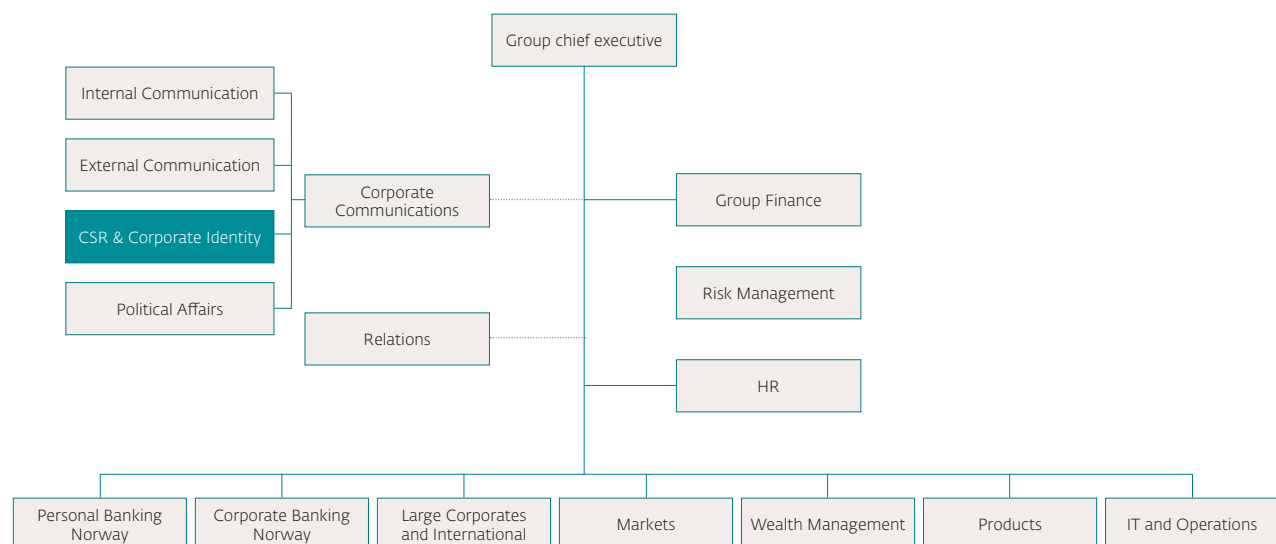 Group chief executive
Internal Communication
External Communication
CSR & Corporate Identity
Political Affairs
Corporate
Communications
Relations
Group Finance
Risk Management
HR
Personal Banking
Norway
Corporate Banking
Norway
Large Corporates
and International
Markets
Wealth Management
Products
IT and Operations